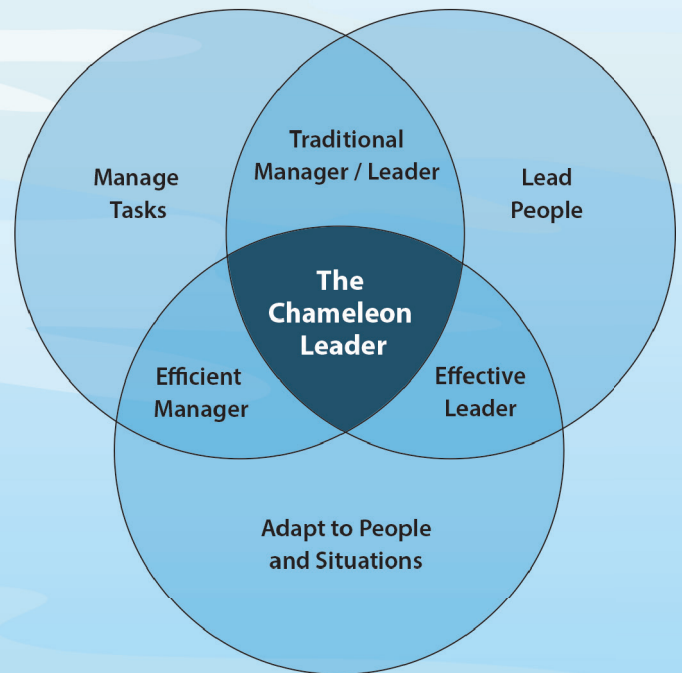 Traditional
Manager / Leader
Manage
Tasks
Lead
People
The
Chameleon
Leader
Efficient
Manager
Effective
Leader
Adapt to People
and Situations